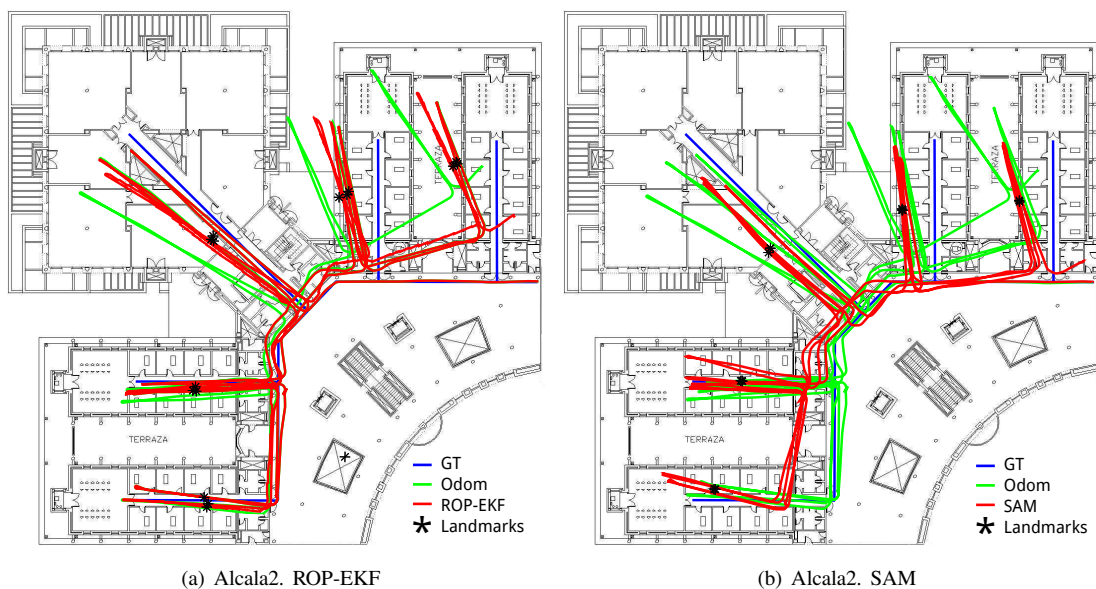 TERRAZA
TERRAZA
GT
Odom
ROP-EKF
Landmarks
(a) Alcala2. ROP-EKF
TERRAZA
TERRAZA
GT
Odom
SAM
Landmarks
(b) Alcala2. SAM